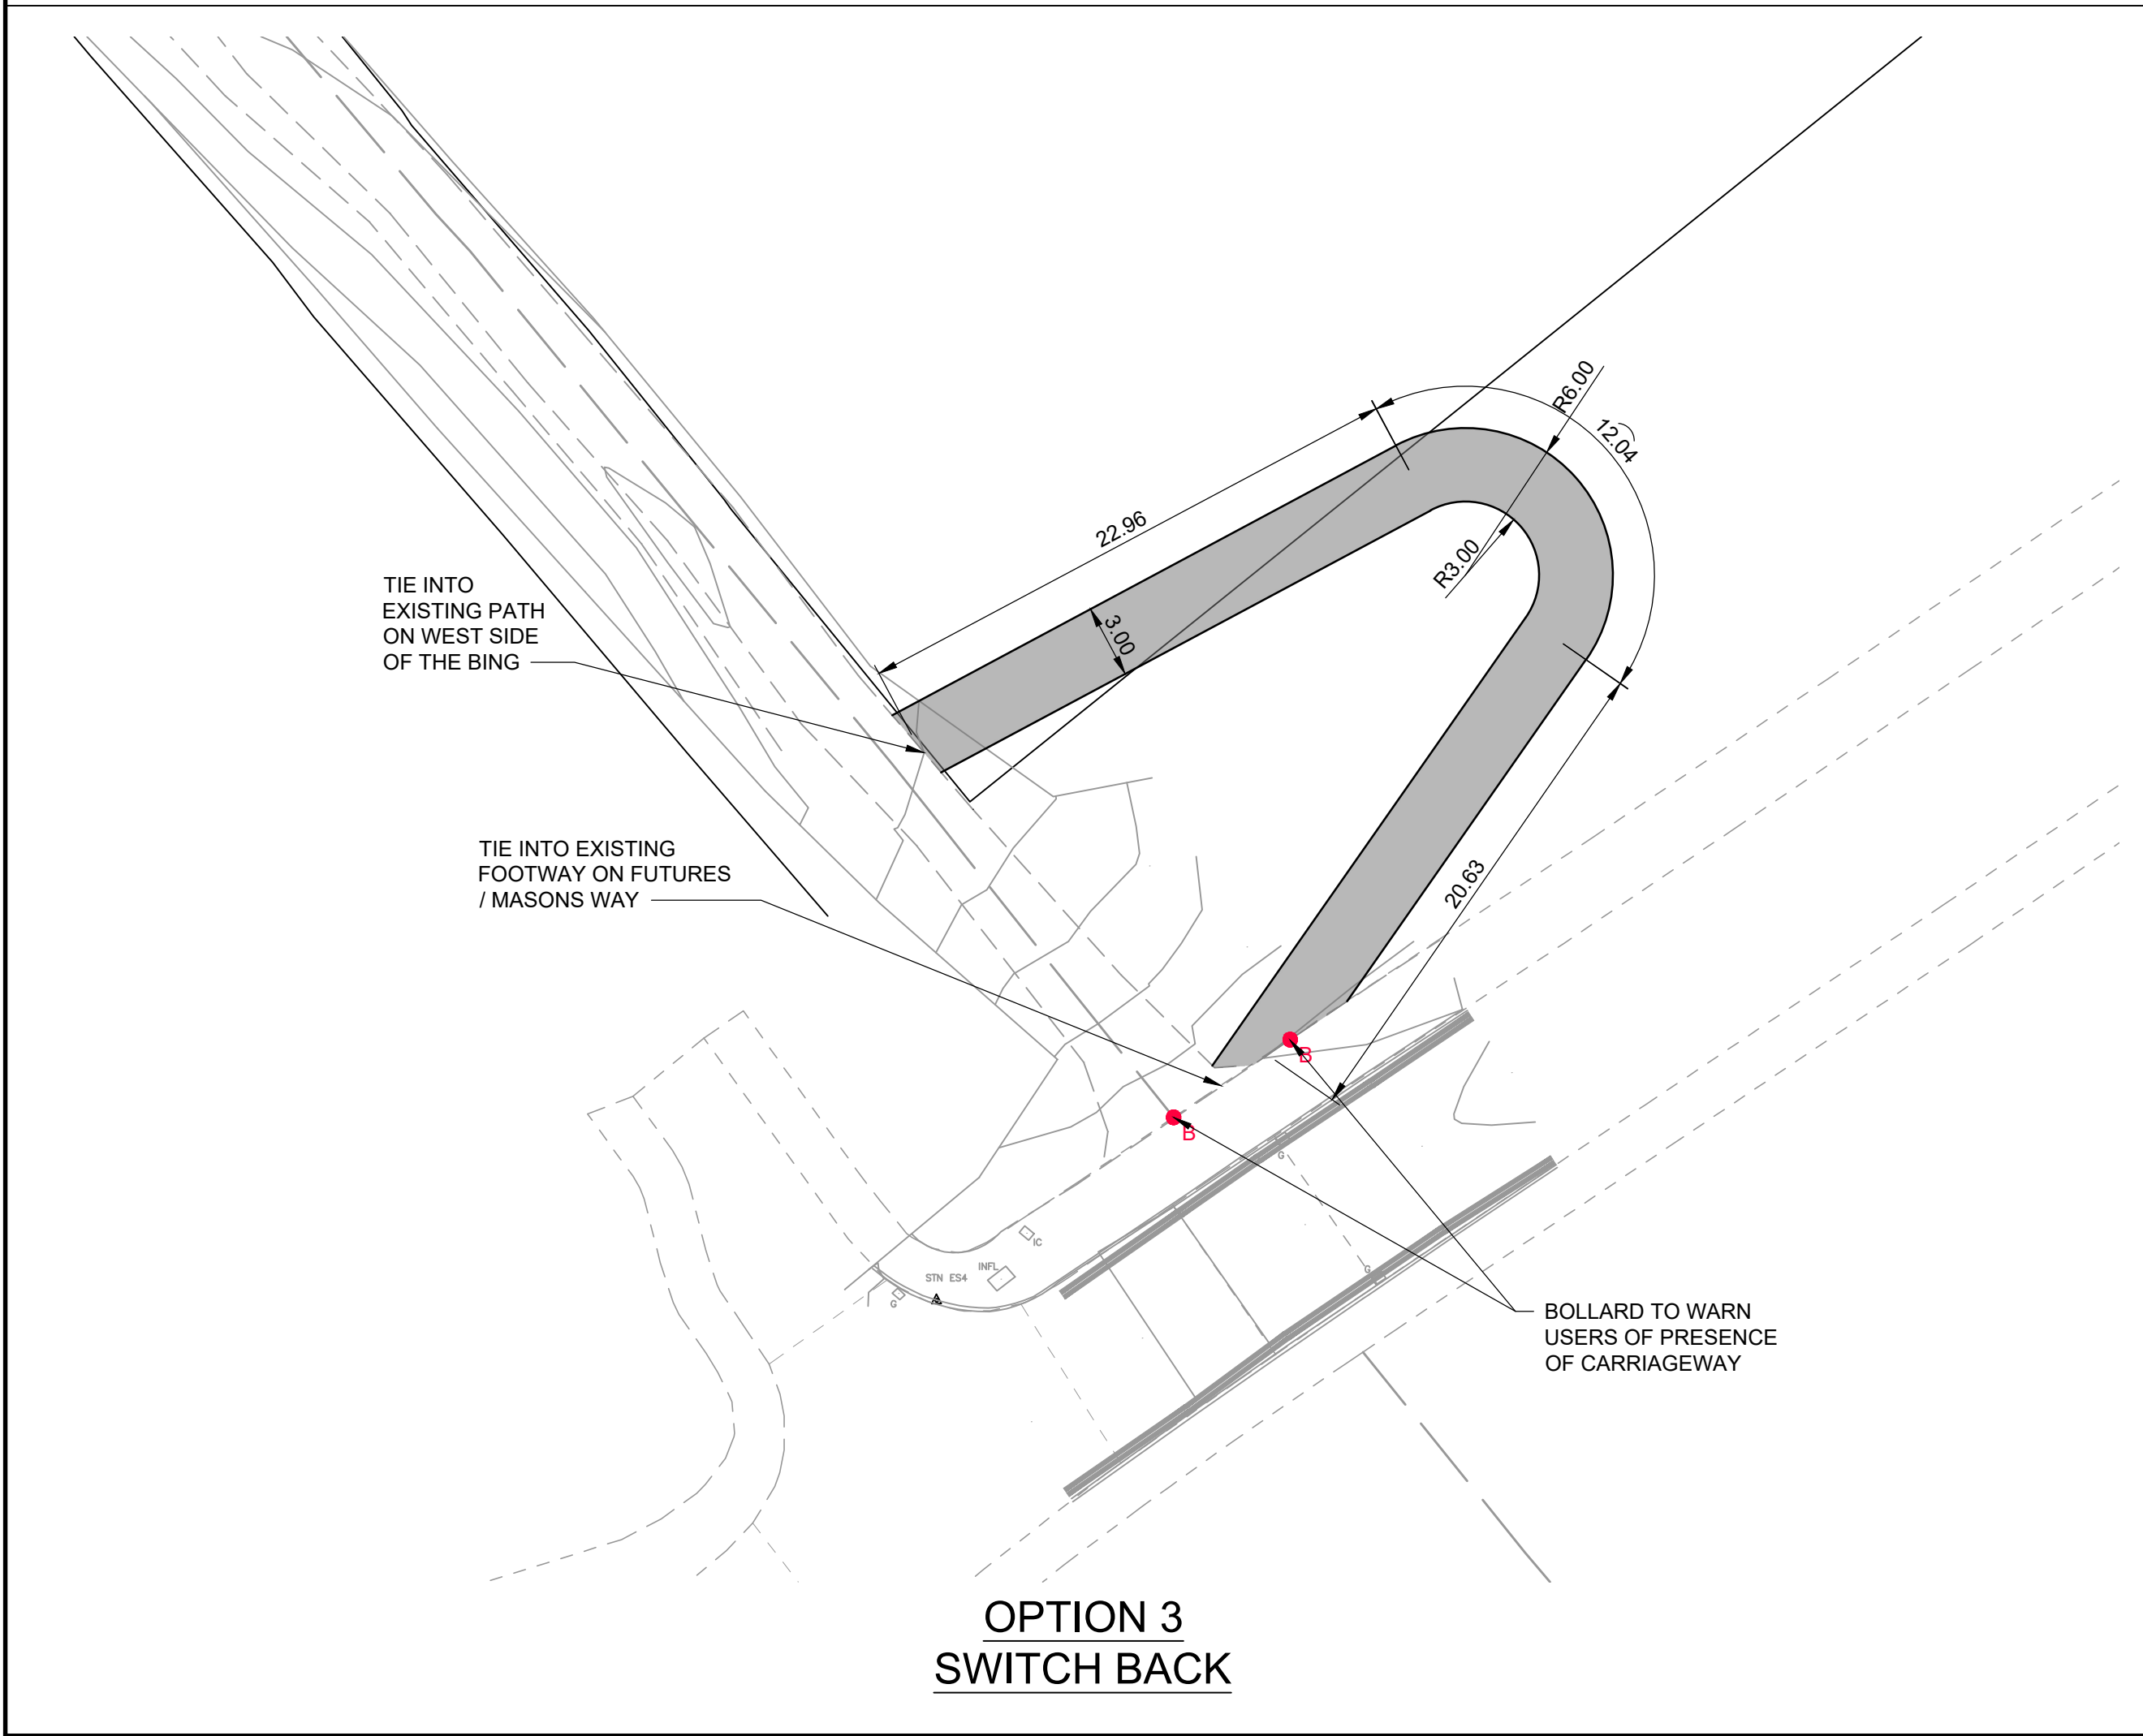 R6.00
12.04
22.96
R3.00
3.00
TIE INTO
EXISTING PATH
ON WEST SIDE
OF THE BING
TIE INTO EXISTING
FOOTWAY ON FUTURES
/ MASONS WAY
20.63
B
B
G
IC
INFL
STN ES4
G
G
BOLLARD TO WARN
USERS OF PRESENCE
OF CARRIAGEWAY
OPTION 3
SWITCH BACK